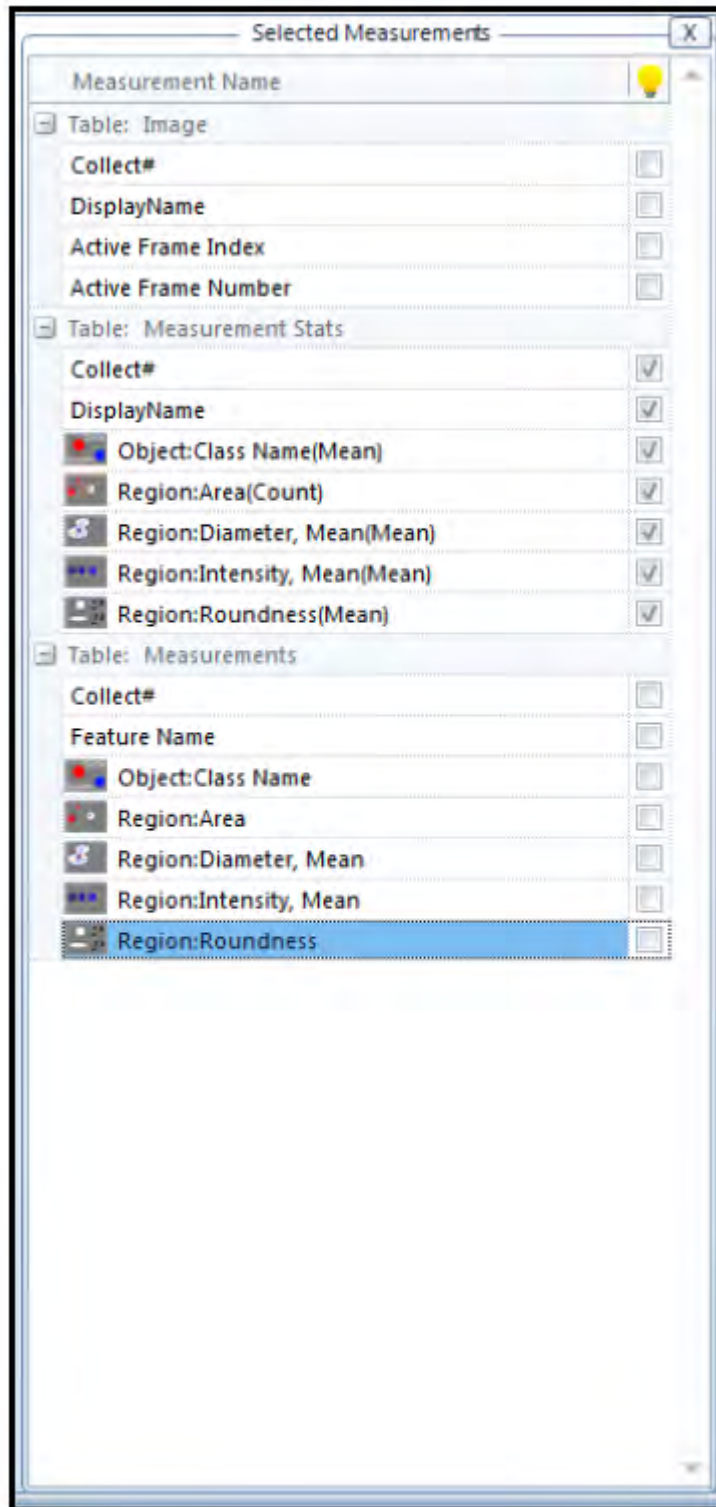 Selected Measurements X
Measurement Name
Table: Image
Collect#
DisplayName
Active Frame Index
Active Frame Number
Table: Measurement Stats
Collect#
DisplayName
Object:Class Name(Mean)
Region:Area(Count)
Region:Diameter, Mean(Mean)
Region:Intensity, Mean(Mean)
Region:Roundness(Mean)
Table: Measurements
Collect#
Feature Name
Object:Class Name
Region:Area
Region:Diameter, Mean
Region:Intensity, Mean
Region:Roundness